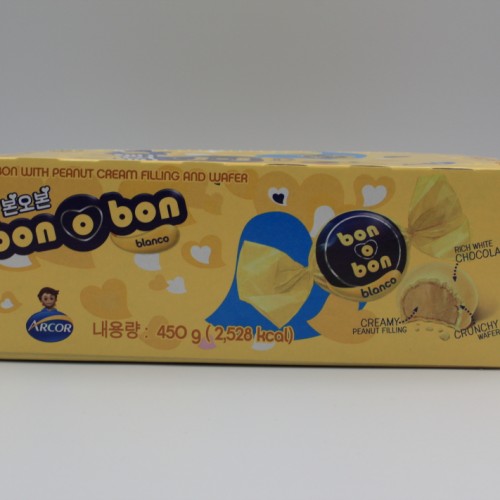 BON WITH PEANUT CREAM FILLING AND WAFER
본오본
bon o bon
blanco
ARCOR
내용량 : 450 g ( 2,528 kcal)
bon
o
bon
blanco
RICH WHITE
CHOCOLA
CREAMY
PEANUT FILLING
CRUNCHY
WAFER